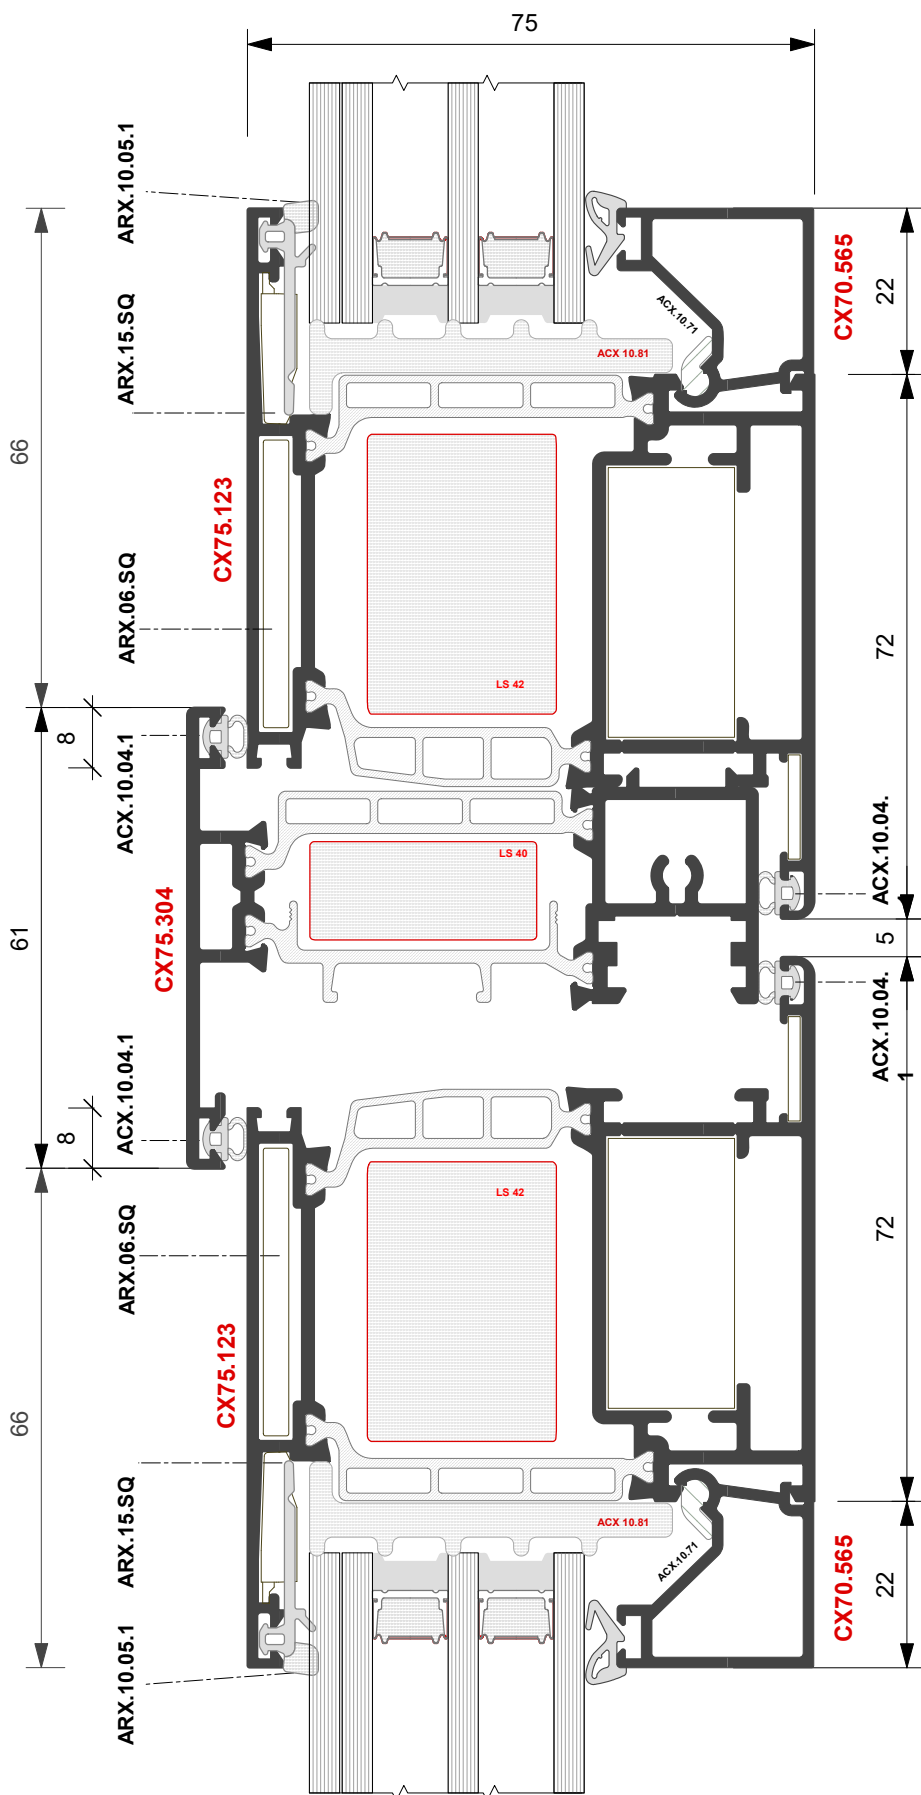 75
ARX.10.05.1
CX70.565
22
ACX.10.71
ACX 10.81
ARX.15.SQ
66
CX75.123
ARX.06.SQ
72
LS 42
8
ACX.10.04.1
LS 40
ACX.10.04.
1
CX75.304
61
5
ACX.10.04.
1
ACX.10.04.1
8
LS 42
ARX.06.SQ
72
CX75.123
66
ARX.15.SQ
ACX 10.81
ACX.10.71
CX70.565
22
ARX.10.05.1